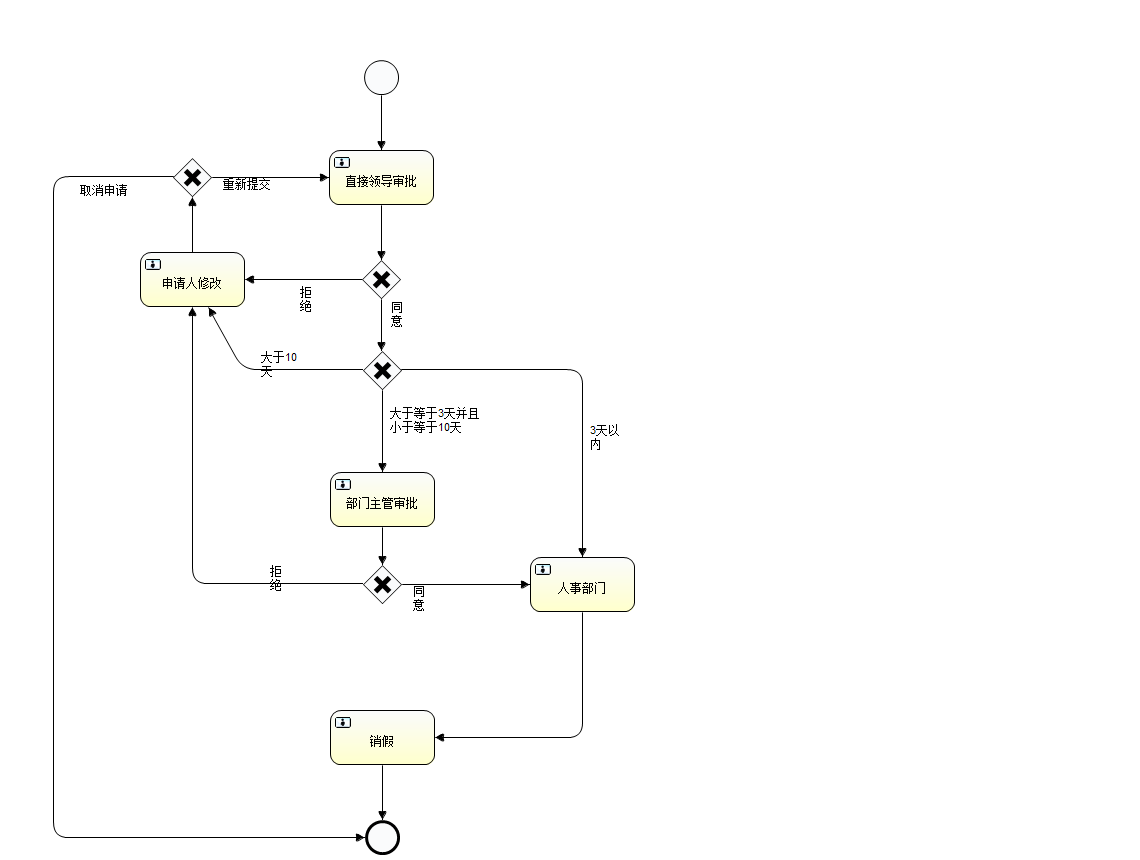 直接领导审批
取消申请
重新提交
申请人修改
拒
绝
同
意
大于10
天
大于等于3天并且
小于等于10天
3天以
内
部门主管审批
拒
绝
同
意
人事部门
销假